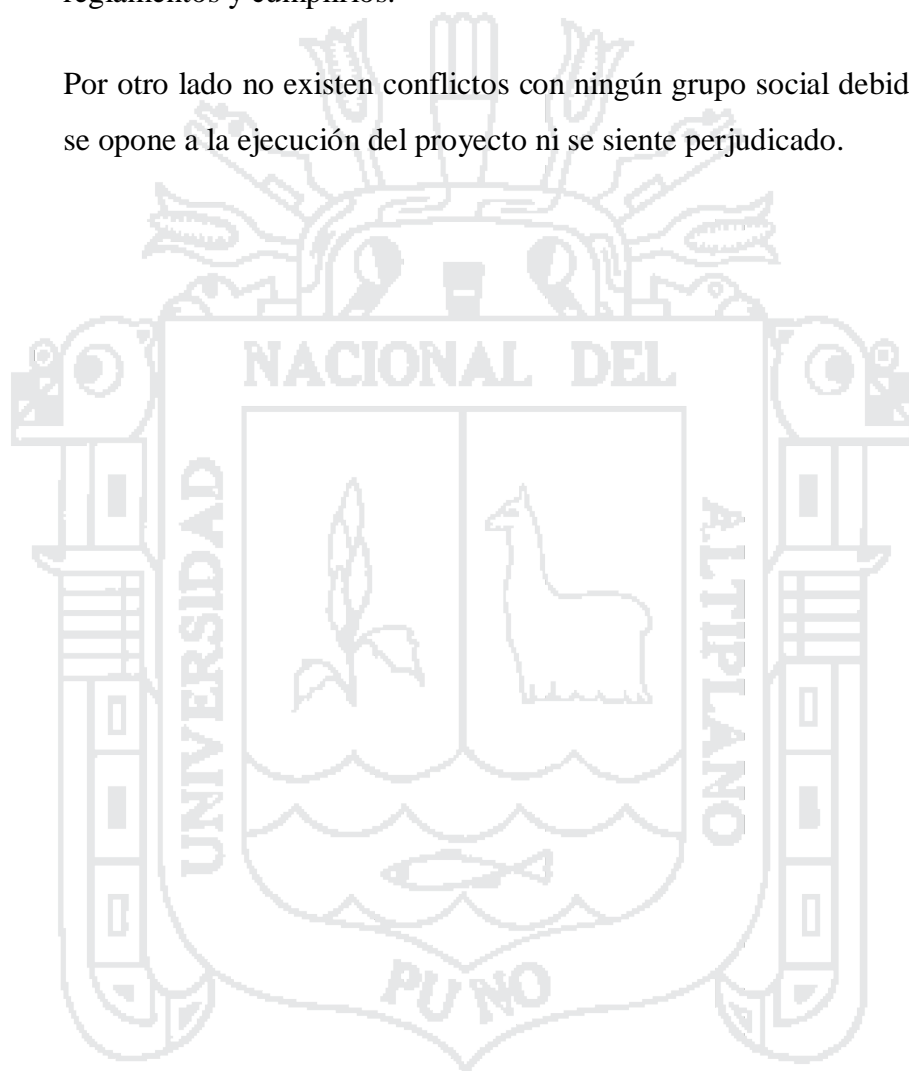 reglamentos y cumplirlos.
Por otro lado no existen conflictos con ningún grupo social debid
se opone a la ejecución del proyecto ni se siente perjudicado.
NACIONAL DEL
UNIVERSIDAD
ALTIPLANO
PUNO